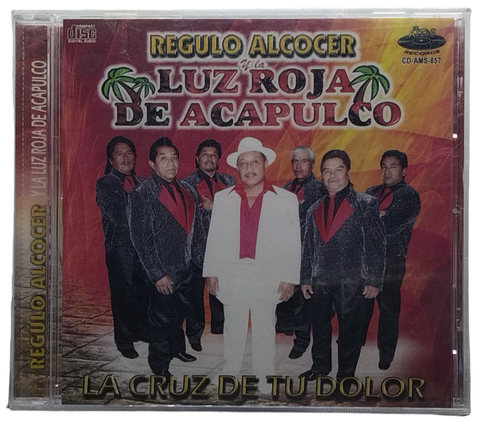 COMPACT
disc
DIGITAL AUDIO
REGULO ALCOCER
Y la
LUZ ROJA
DE ACAPULCO
RECORDS
CD-AMS-857
REGULO ALCOCER
Y LA LUZ ROJA DE ACAPULCO
LA CRUZ DE TU DOLOR